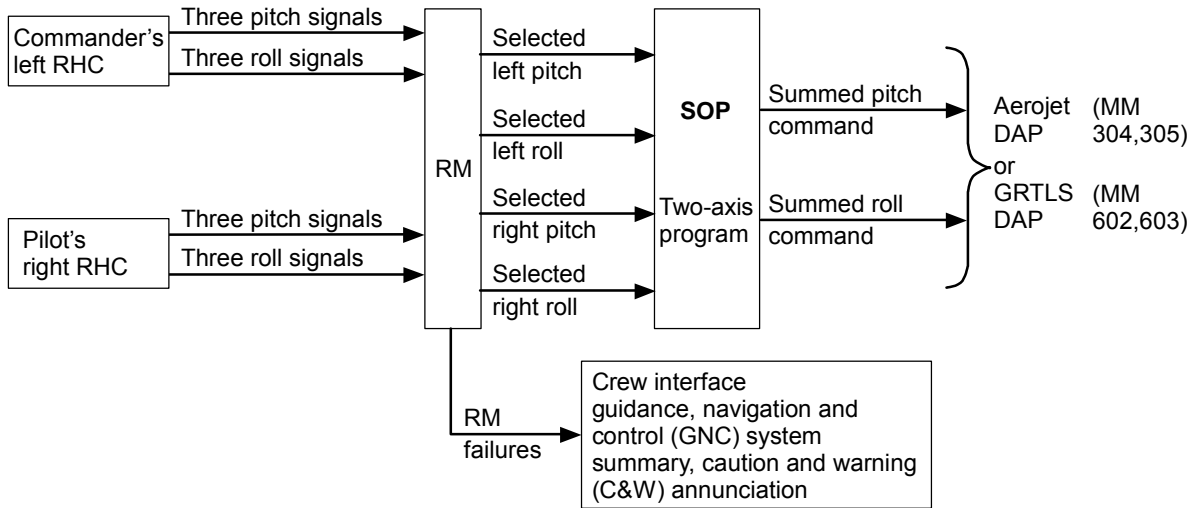 Commander's
left RHC
Three pitch signals
Three roll signals
Pilot's
right RHC
Three pitch signals
Three roll signals
RM
Selected
left pitch
Selected
left roll
Selected
right pitch
Selected
right roll
SOP
Two-axis
program
Summed pitch
command
Summed roll
command
Aerojet (MM
DAP 304,305)
or
GRTLS (MM
DAP 602,603)
RM
failures
Crew interface
guidance, navigation and
control (GNC) system
summary, caution and warning
(C&W) annunciation